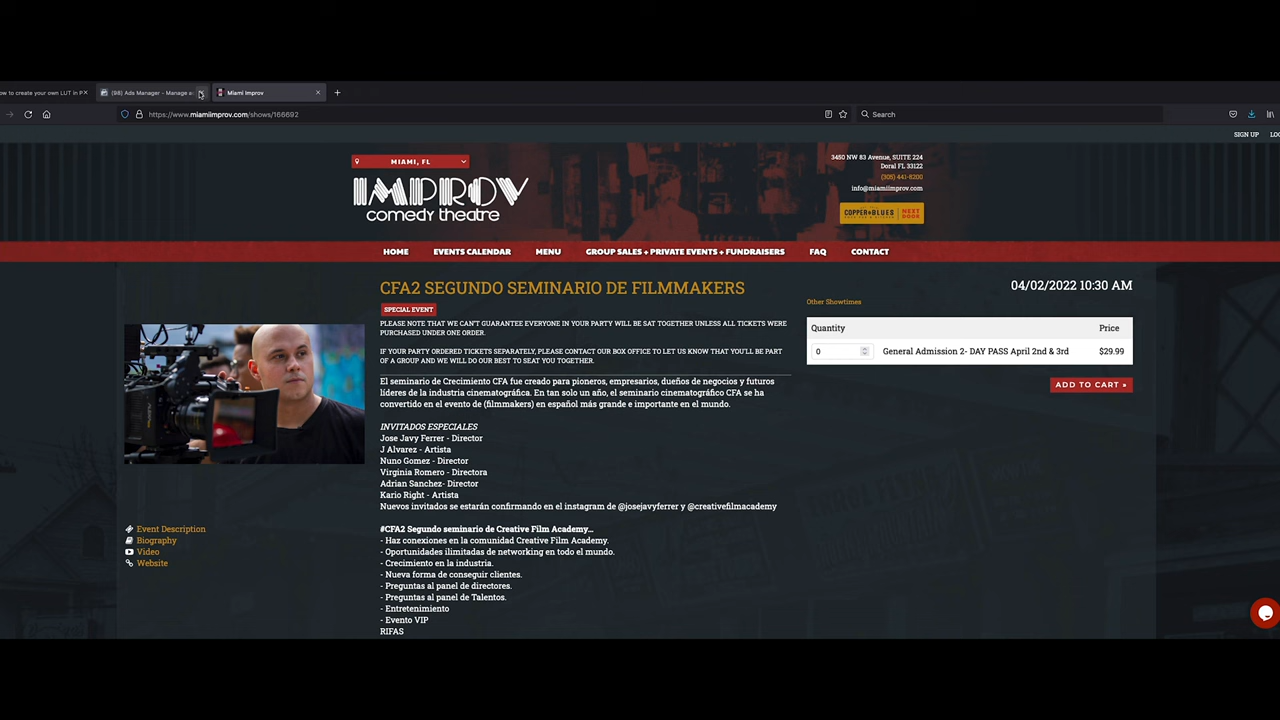 ow to create your own LUT in P
(98) Ads Manager - Manage a
Miami Improv
https://www.miamiimprov.com/shows/166692
Search
SIGN UP
MIAMI, FL
3450 NW 83 Avenue, SUITE 224
Doral FL 33122
(305) 441-8200
info@miamiimprov.com
IMPROV
comedy theatre
COPPER BLUES
NEXT DOOR
HOME
EVENTS CALENDAR
MENU
GROUP SALES + PRIVATE EVENTS + FUNDRAISERS
FAQ
CONTACT
CFA2 SEGUNDO SEMINARIO DE FILMMAKERS
04/02/2022 10:30 AM
SPECIAL EVENT
Other Showtimes
PLEASE NOTE THAT WE CAN'T GUARANTEE EVERYONE IN YOUR PARTY WILL BE SAT TOGETHER UNLESS ALL TICKETS WERE
PURCHASED UNDER ONE ORDER.
IF YOUR PARTY ORDERED TICKETS SEPARATELY, PLEASE CONTACT OUR BOX OFFICE TO LET US KNOW THAT YOU'LL BE PART
OF A GROUP AND WE WILL DO OUR BEST TO SEAT YOU TOGETHER.
Quantity
Price
0
General Admission 2- DAY PASS April 2nd & 3rd
$29.99
ADD TO CART »
El seminario de Crecimiento CFA fue creado para pioneros, empresarios, dueños de negocios y futuros
líderes de la industria cinematográfica. En tan solo un año, el seminario cinematográfico CFA se ha
convertido en el evento de (filmmakers) en español más grande e importante en el mundo.
INVITADOS ESPECIALES
Jose Javy Ferrer - Director
J Alvarez - Artista
Nuno Gomez - Director
Virginia Romero - Directora
Adrian Sanchez- Director
Kario Right - Artista
Nuevos invitados se estarán confirmando en el instagram de @josejavyferrer y @creativefilmacademy
#CFA2 Segundo seminario de Creative Film Academy...
- Haz conexiones en la comunidad Creative Film Academy.
- Oportunidades ilimitadas de networking en todo el mundo.
- Crecimiento en la industria.
- Nueva forma de conseguir clientes.
- Preguntas al panel de directores.
- Preguntas al panel de Talentos.
- Entretenimiento
- Evento VIP
RIFAS
Event Description
Biography
Video
Website